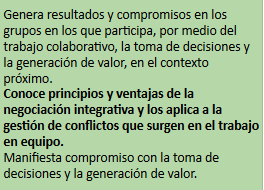 Genera resultados y compromisos en los
grupos en los que participa, por medio del
trabajo colaborativo, la toma de decisiones y
la generación de valor, en el contexto
próximo.
Conoce principios y ventajas de la
negociación integrativa y los aplica a la
gestión de conflictos que surgen en el trabajo
en equipo.
Manifiesta compromiso con la toma de
decisiones y la generación de valor.